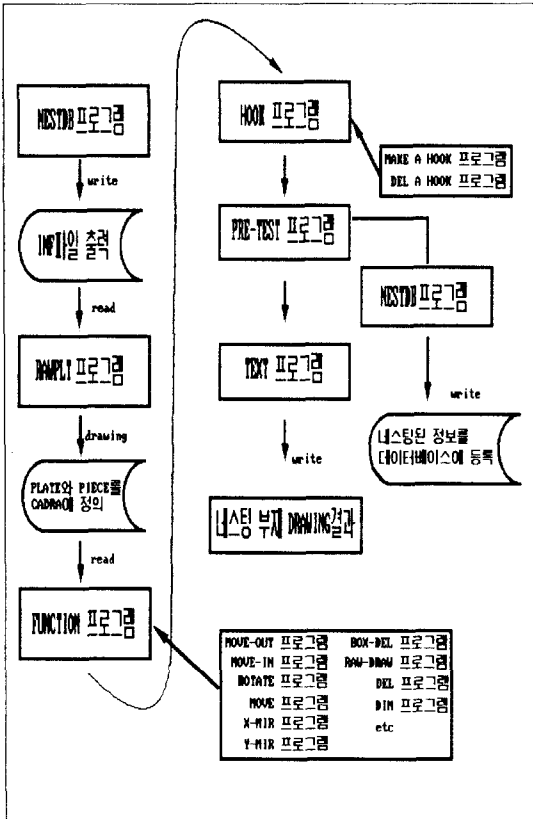 NESTDB 프로그램
write
INF파일 출력
read
RAWPLT 프로그램
drawing
PLATE와 PIECE를
CADRA에 정의
read
FUNCTION 프로그램
HOOK 프로그램
MAKE A HOOK 프로그램
DEL A HOOK 프로그램
PRE-TEST 프로그램
NESTDB 프로그램
TEXT 프로그램
write
write
네스팅된 정보를
데이터베이스에 등록
네스팅 부재 DRAWING결과
MOVE-OUT 프로그램
MOVE-IN 프로그램
ROTATE 프로그램
MOVE 프로그램
X-MIR 프로그램
Y-MIR 프로그램
BOX-DEL 프로그램
RAW-DRAW 프로그램
DEL 프로그램
DIM 프로그램
etc